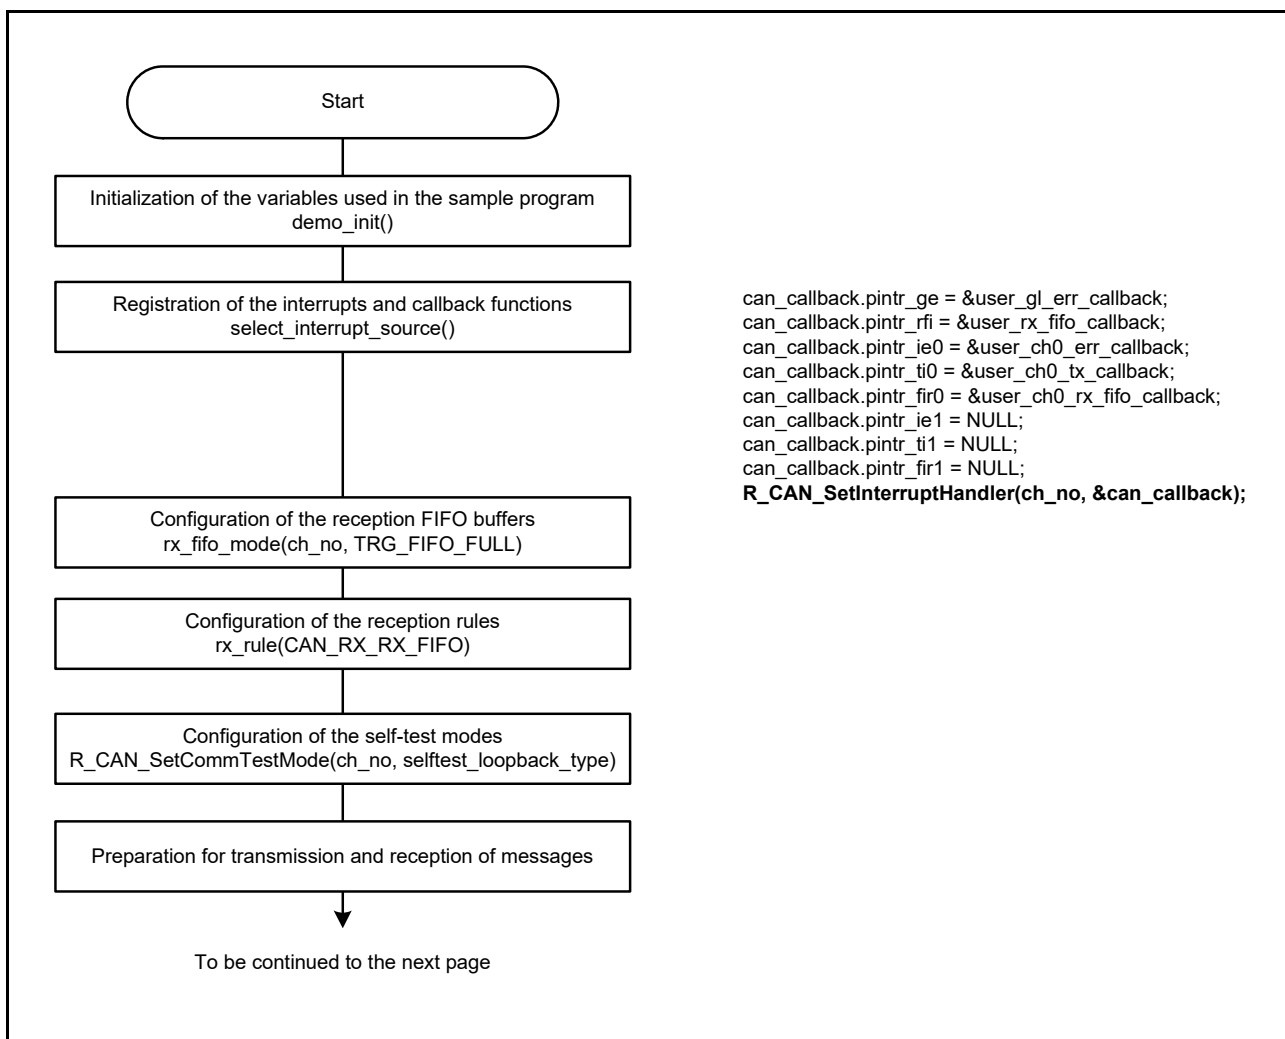 Start
Initialization of the variables used in the sample program
demo_init()
Registration of the interrupts and callback functions
select_interrupt_source()
can_callback.pintr_ge = &user_gl_err_callback;
can_callback.pintr_rfi = &user_rx_fifo_callback;
can_callback.pintr_ie0 = &user_ch0_err_callback;
can_callback.pintr_ti0 = &user_ch0_tx_callback;
can_callback.pintr_fir0 = &user_ch0_rx_fifo_callback;
can_callback.pintr_ie1 = NULL;
can_callback.pintr_ti1 = NULL;
can_callback.pintr_fir1 = NULL;
R_CAN_SetInterruptHandler(ch_no, &can_callback);
Configuration of the reception FIFO buffers
rx_fifo_mode(ch_no, TRG_FIFO_FULL)
Configuration of the reception rules
rx_rule(CAN_RX_RX_FIFO)
Configuration of the self-test modes
R_CAN_SetCommTestMode(ch_no, selftest_loopback_type)
Preparation for transmission and reception of messages
To be continued to the next page